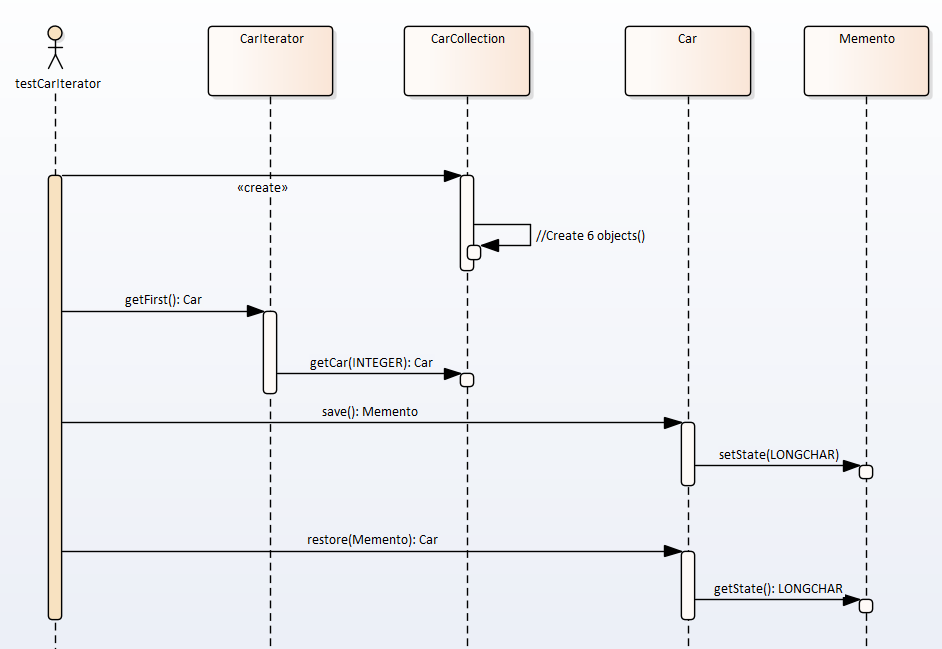 CarIterator
CarCollection
Car
Memento
testCarIterator
«create»
//Create 6 objects()
getFirst(): Car
getCar(INTEGER): Car
save(): Memento
setState(LONGCHAR)
restore(Memento): Car
getState(): LONGCHAR